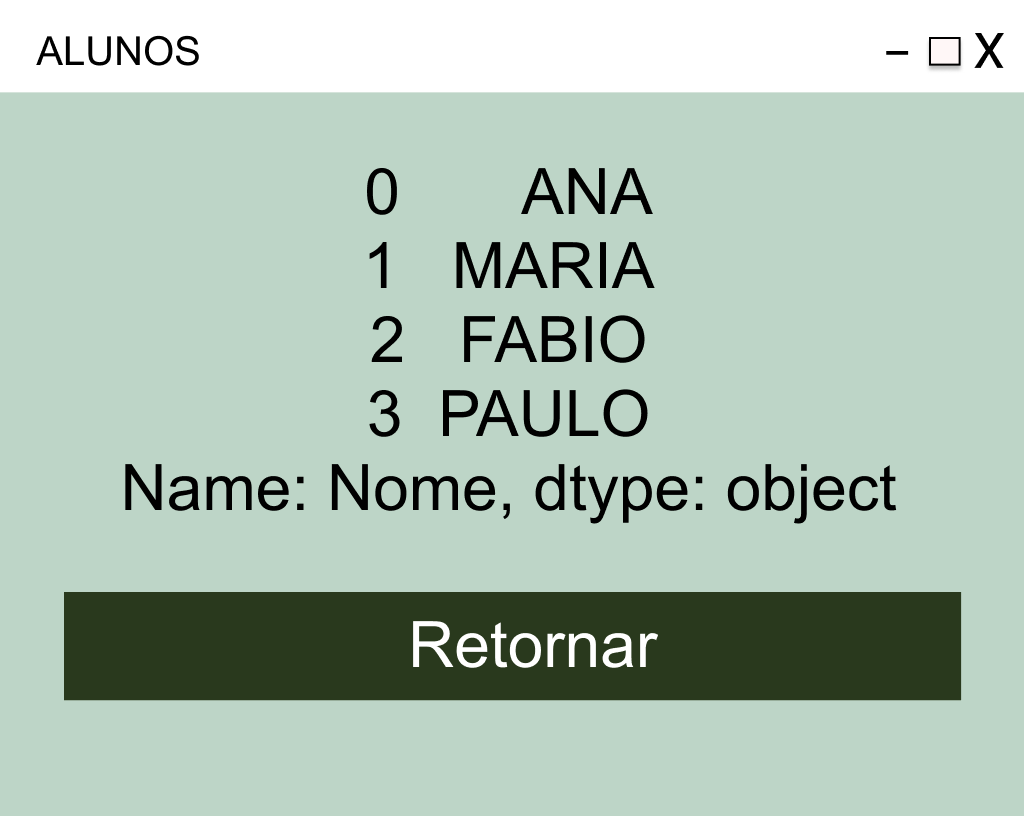 ALUNOS
– □ X
0 ANA
1 MARIA
2 FABIO
3 PAULO
Name: Nome, dtype: object
Retornar